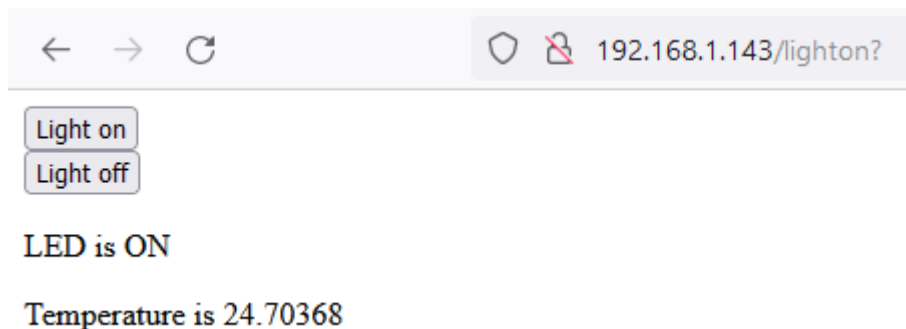 192.168.1.143/lighton?
Light on
Light off
LED is ON
Temperature is 24.70368